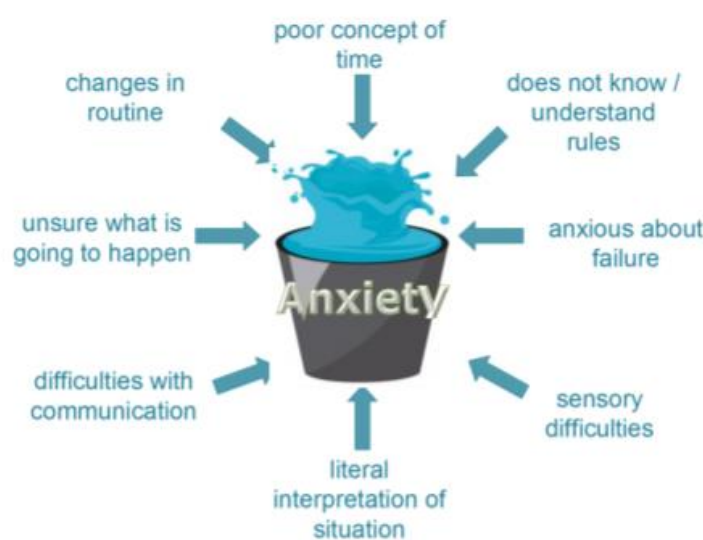 poor concept of
time
changes in
routine
does not know /
understand
rules
unsure what is
going to happen
anxious about
failure
Anxiety
difficulties with
communication
sensory
difficulties
literal
interpretation of
situation